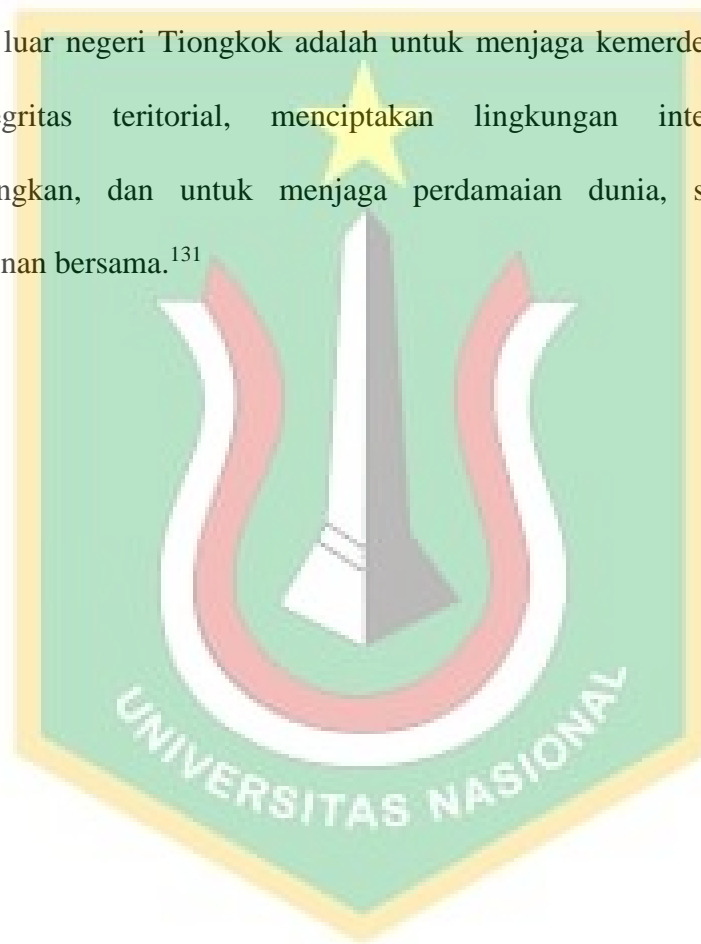 luar negeri Tiongkok adalah untuk menjaga kemerde
egritas teritorial, menciptakan lingkungan inte
ngkan, dan untuk menjaga perdamaian dunia, s
nan bersama.131
UNIVERSITAS NASIONAL